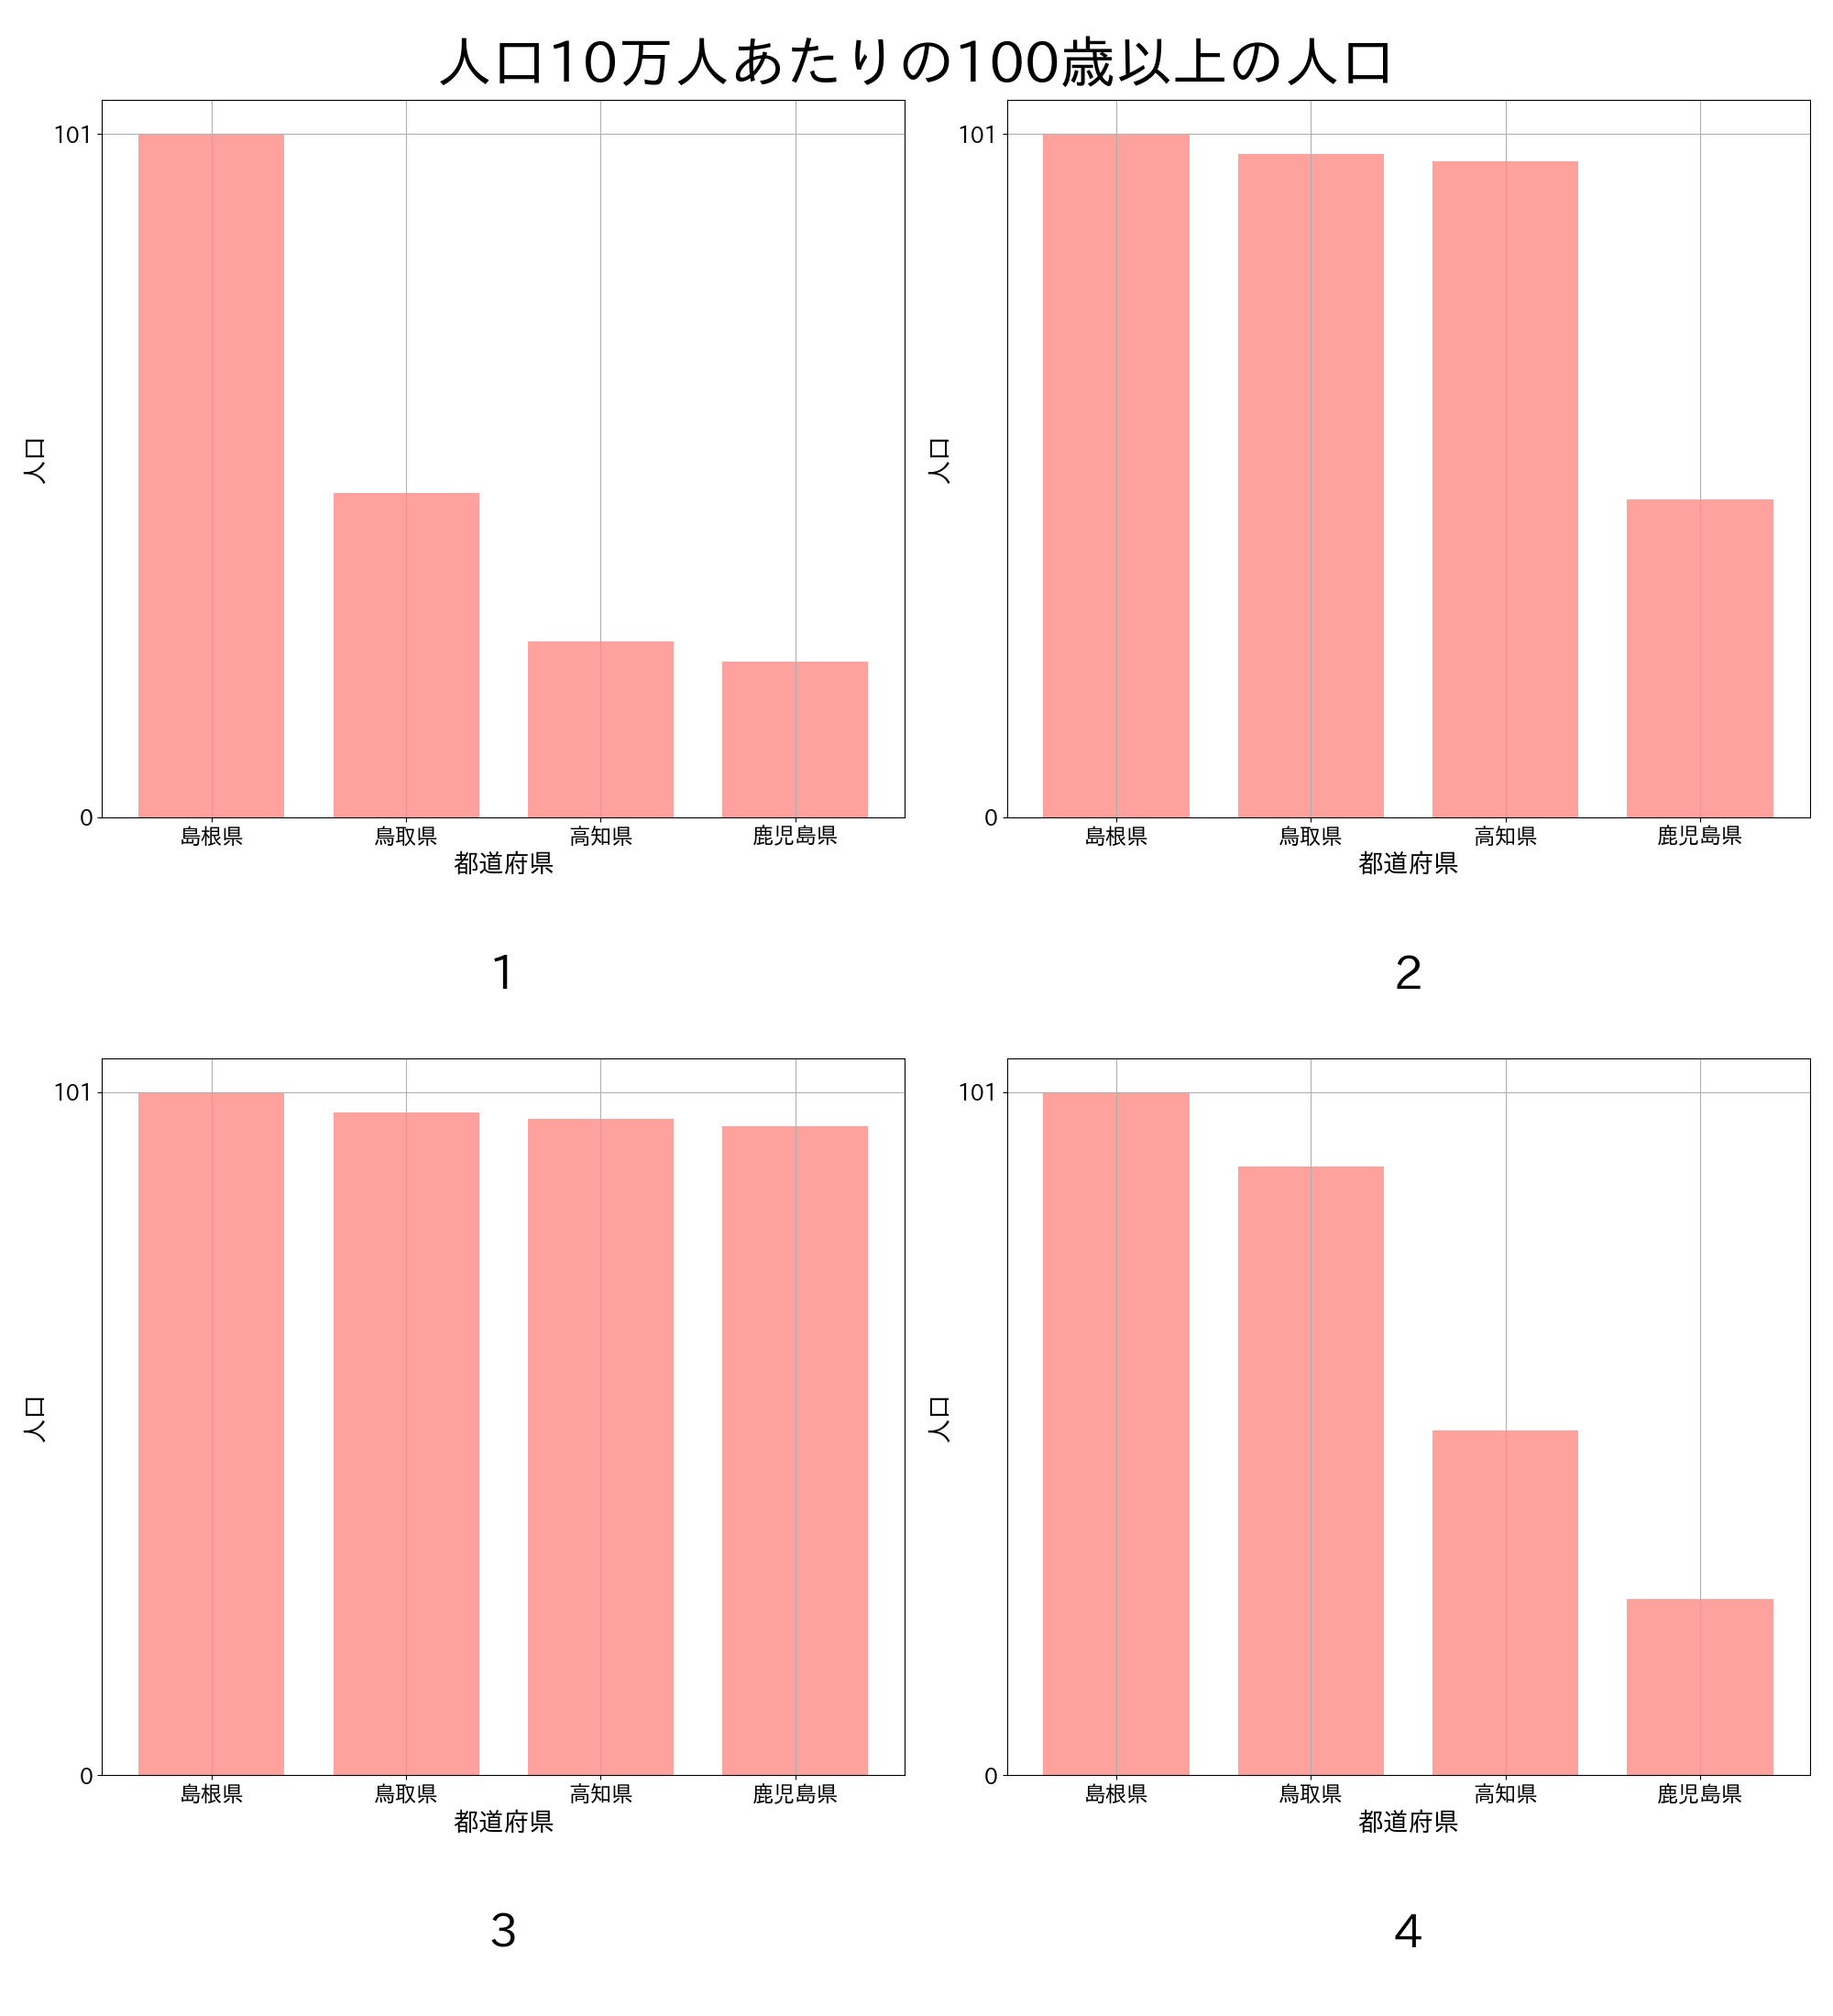 人口10万人あたりの100歳以上の人口
101
0
人口
島根県 鳥取県 高知県 鹿児島県
都道府県
1
101
0
人口
島根県 鳥取県 高知県 鹿児島県
都道府県
2
101
0
人口
島根県 鳥取県 高知県 鹿児島県
都道府県
3
101
0
人口
島根県 鳥取県 高知県 鹿児島県
都道府県
4